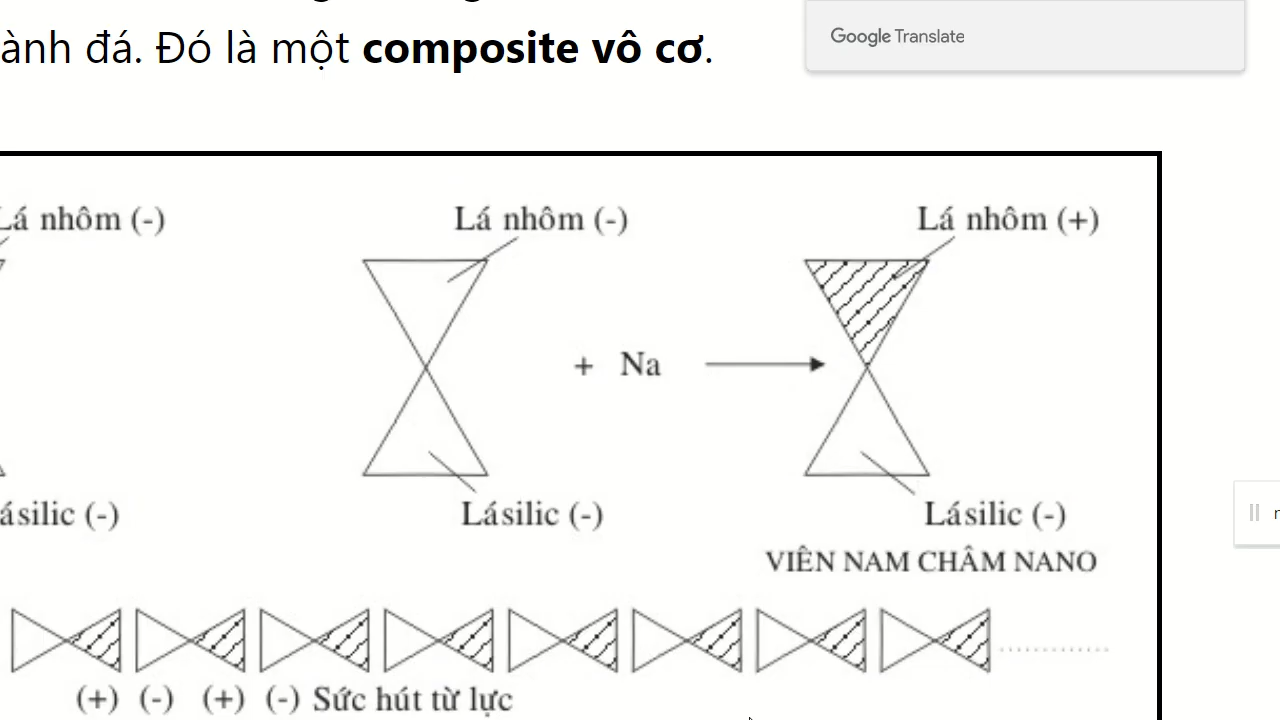 Google Translate
ành đá. Đó là một composite vô cơ.
Lá nhôm (-) Lá nhôm (-) Lá nhôm (+)
+ Na
ásilic (-) Lásilic (-) Lásilic (-)
VIÊN NAM CHÂM NANO
(+) (-) (+) (-) Sức hút từ lực